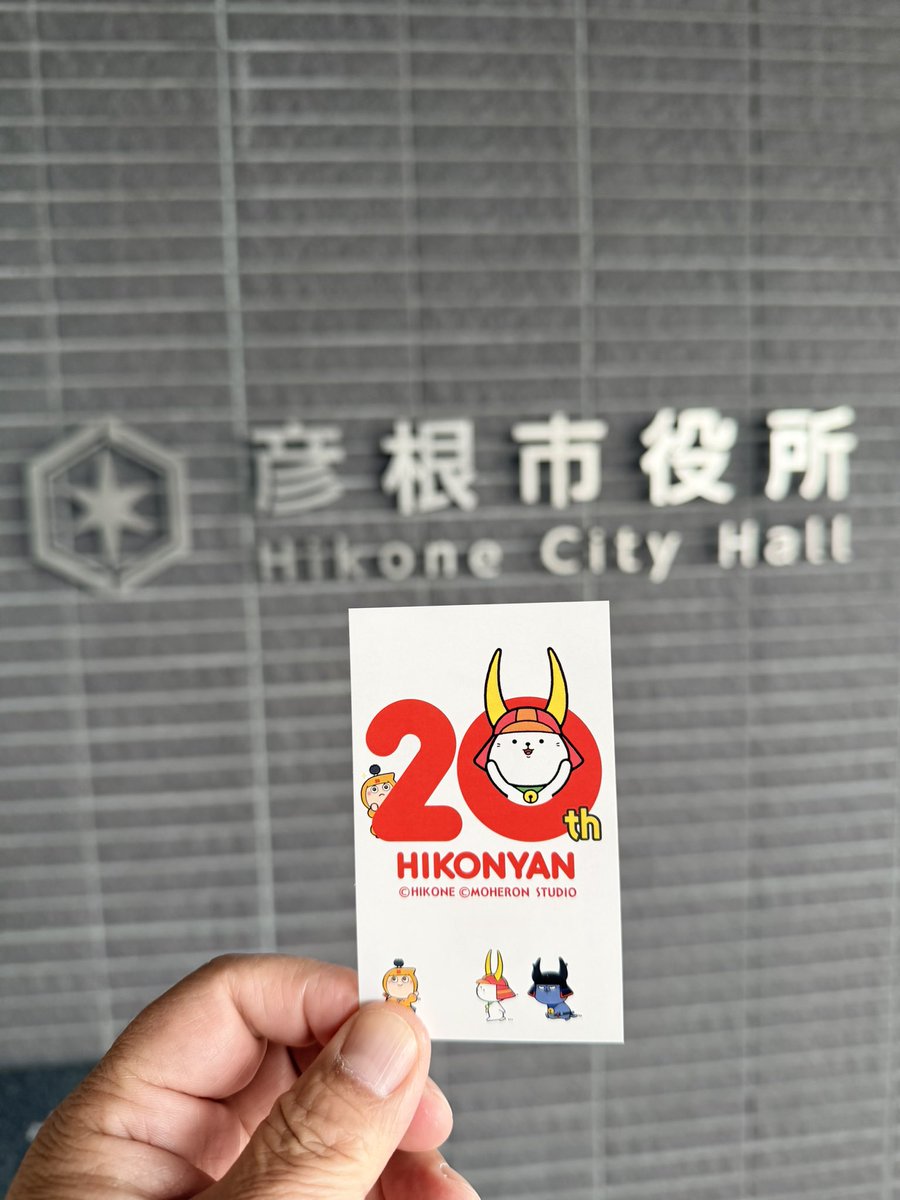 彦根市役所
Hikone City Hall
20th
HIKONYAN
©HIKONE ©MOHERON STUDIO